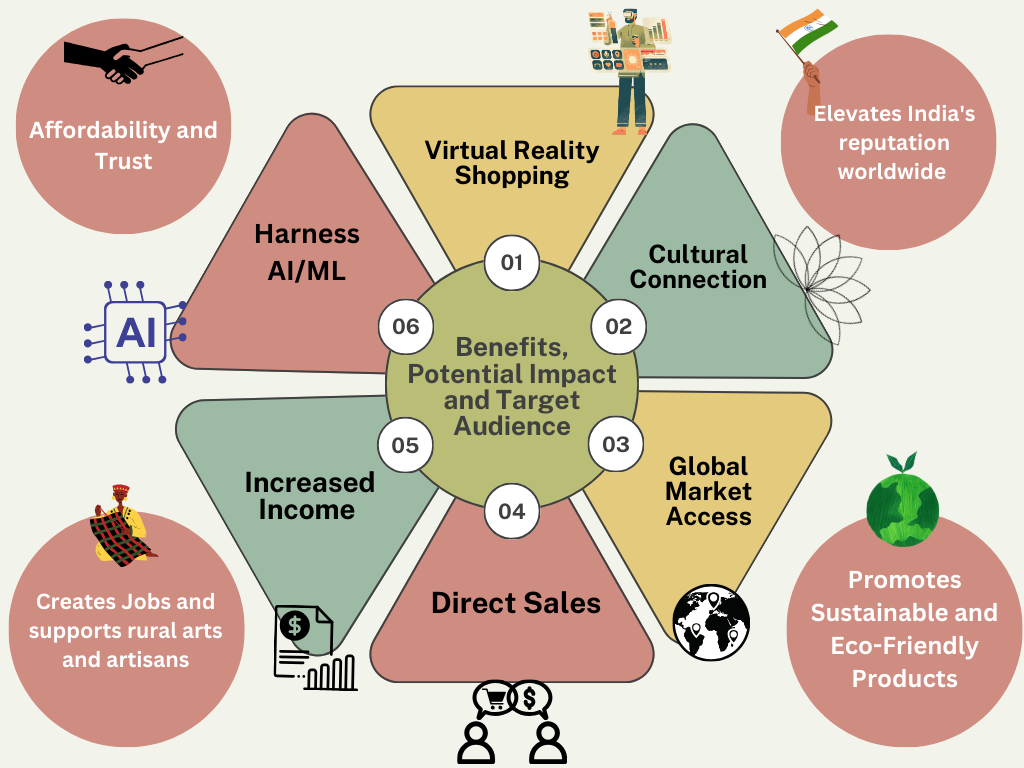 Affordability and
Trust
Elevates India's
reputation
worldwide
Virtual Reality
Shopping
Cultural
Connection
Global
Market
Access
Direct Sales
Increased
Income
Harness
AI/ML
01
02
03
04
05
06
Benefits,
Potential Impact
and Target
Audience
AI
$
$
Creates Jobs and
supports rural arts
and artisans
Promotes
Sustainable and
Eco-Friendly
Products